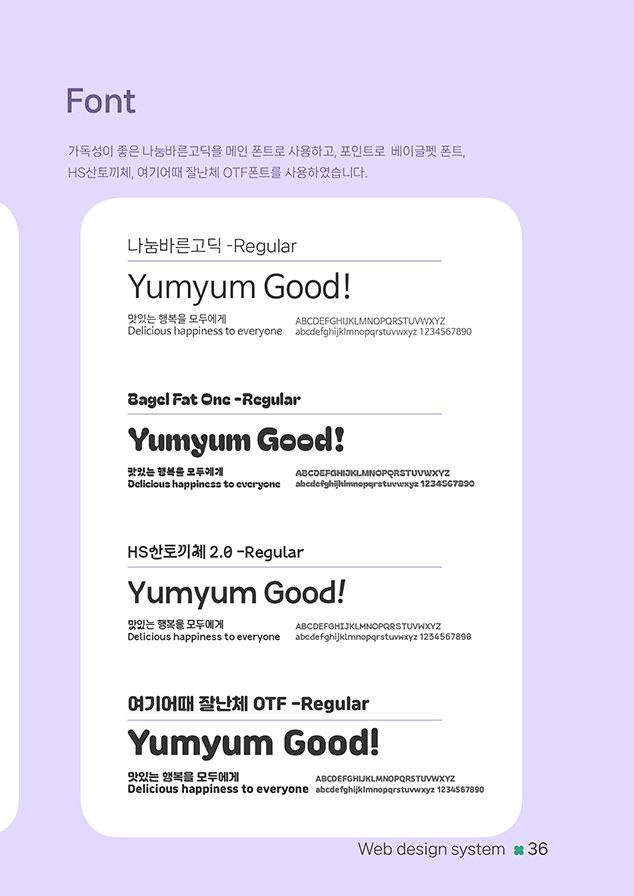 Font
가독성이 좋은 나눔바른고딕을 메인 폰트로 사용하고, 포인트로 베이글펫 폰트,
HS산토끼체, 여기어때 잘난체 OTF폰트를 사용하였습니다.
나눔바른고딕 -Regular
Yumyum Good!
맛있는 행복을 모두에게
Delicious happiness to everyone
ABCDEFGHIJKLMNOPQRSTUVWXYZ
abcdefghijklmnopqrstuvwxyz 1234567890
Bagel Fat One -Regular
Yumyum Good!
맛있는 행복을 모두에게
Delicious happiness to everyone
ABCDEFGHIJKLMNOPQRSTUVWXYZ
abcdefghijklmnopqrstuvwxyz 1234567890
HS산토끼체 2.0 -Regular
Yumyum Good!
맛있는 행복을 모두에게
Delicious happiness to everyone
ABCDEFGHIJKLMNOPQRSTUVWXYZ
abcdefghijklmnopqrstuvwxyz 1234567890
여기어때 잘난체 OTF -Regular
Yumyum Good!
맛있는 행복을 모두에게
Delicious happiness to everyone
ABCDEFGHIJKLMNOPQRSTUVWXYZ
abcdefghijklmnopqrstuvwxyz 1234567890
Web design system 36